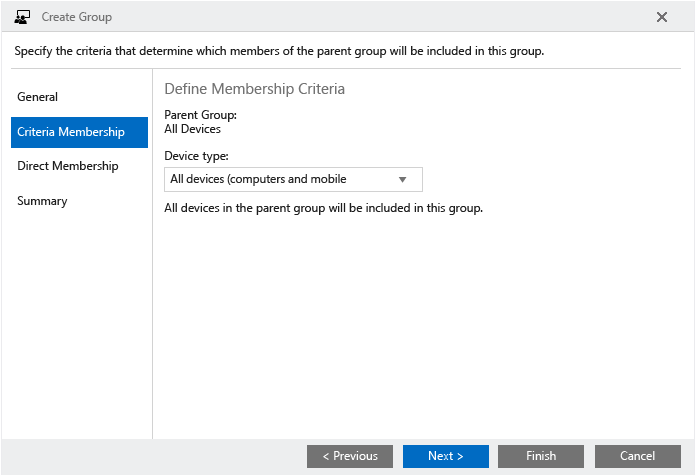 Create Group
Specify the criteria that determine which members of the parent group will be included in this group.
General
Criteria Membership
Direct Membership
Summary
Define Membership Criteria
Parent Group:
All Devices
Device type:
All devices (computers and mobile
All devices in the parent group will be included in this group.
< Previous
Next >
Finish
Cancel